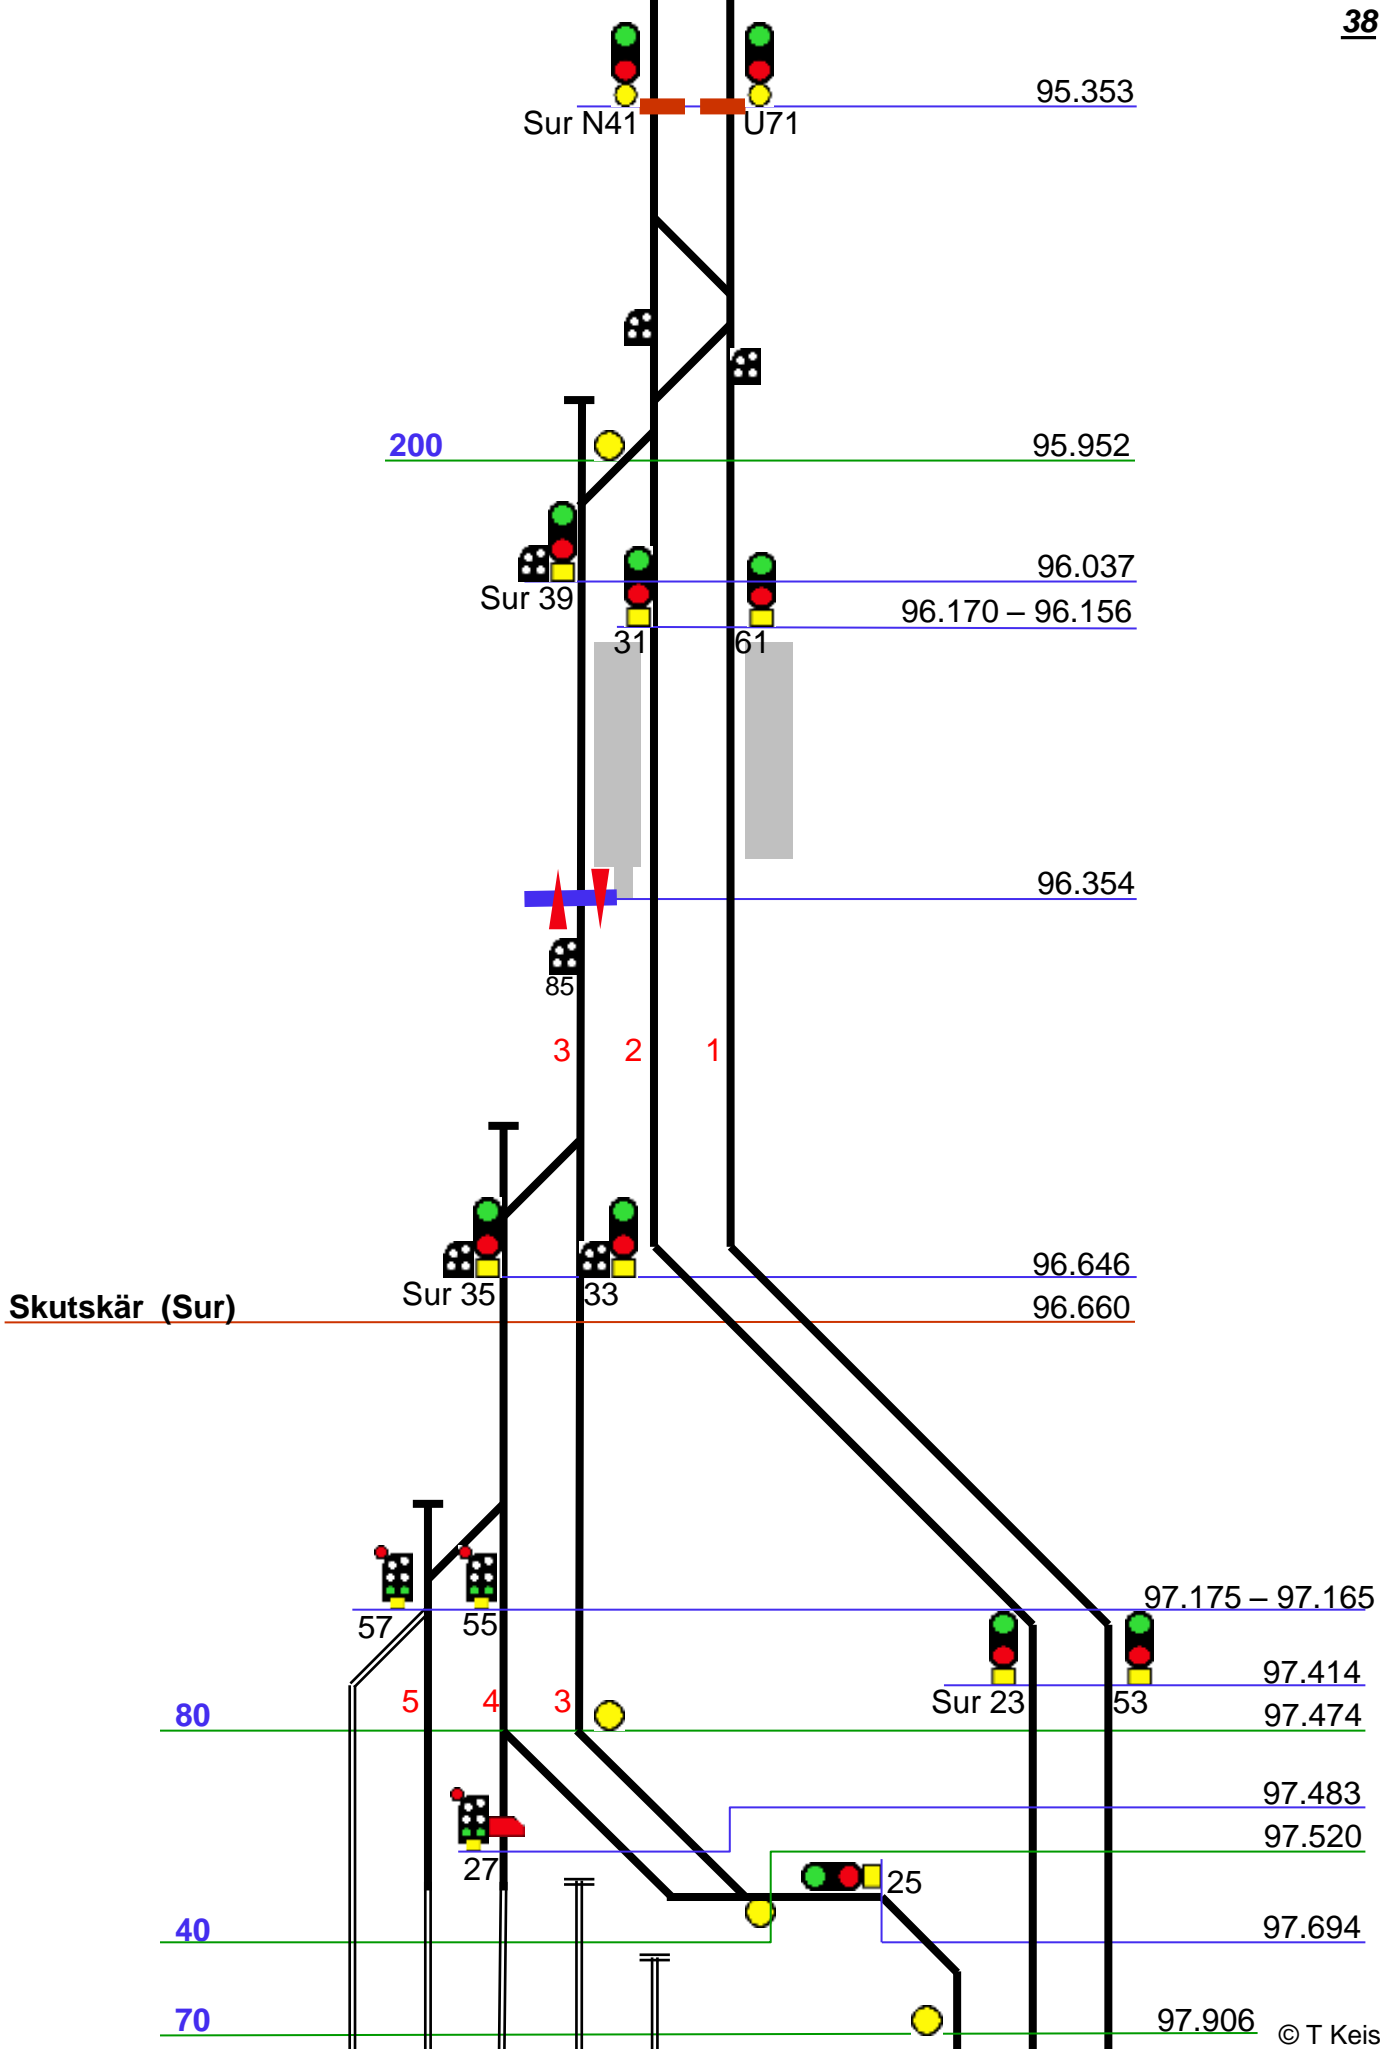 38
95.353
Sur N41 U71
200 95.952
96.037
Sur 39
96.170 – 96.156
31 61
96.354
85
3 2 1
96.646
Sur 35 33
Skutskär (Sur) 96.660
97.175 – 97.165
57 55
97.414
5 4 3 Sur 23 53
80 97.474
97.483
97.520
27 25
40 97.694
70 97.906
© T Keis